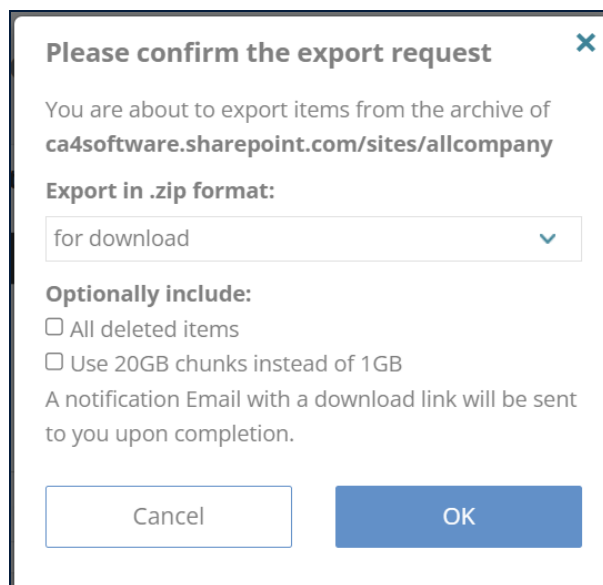 Please confirm the export request
You are about to export items from the archive of
ca4software.sharepoint.com/sites/allcompany
Export in .zip format:
for download
Optionally include:
All deleted items
Use 20GB chunks instead of 1GB
A notification Email with a download link will be sent
to you upon completion.
Cancel
OK